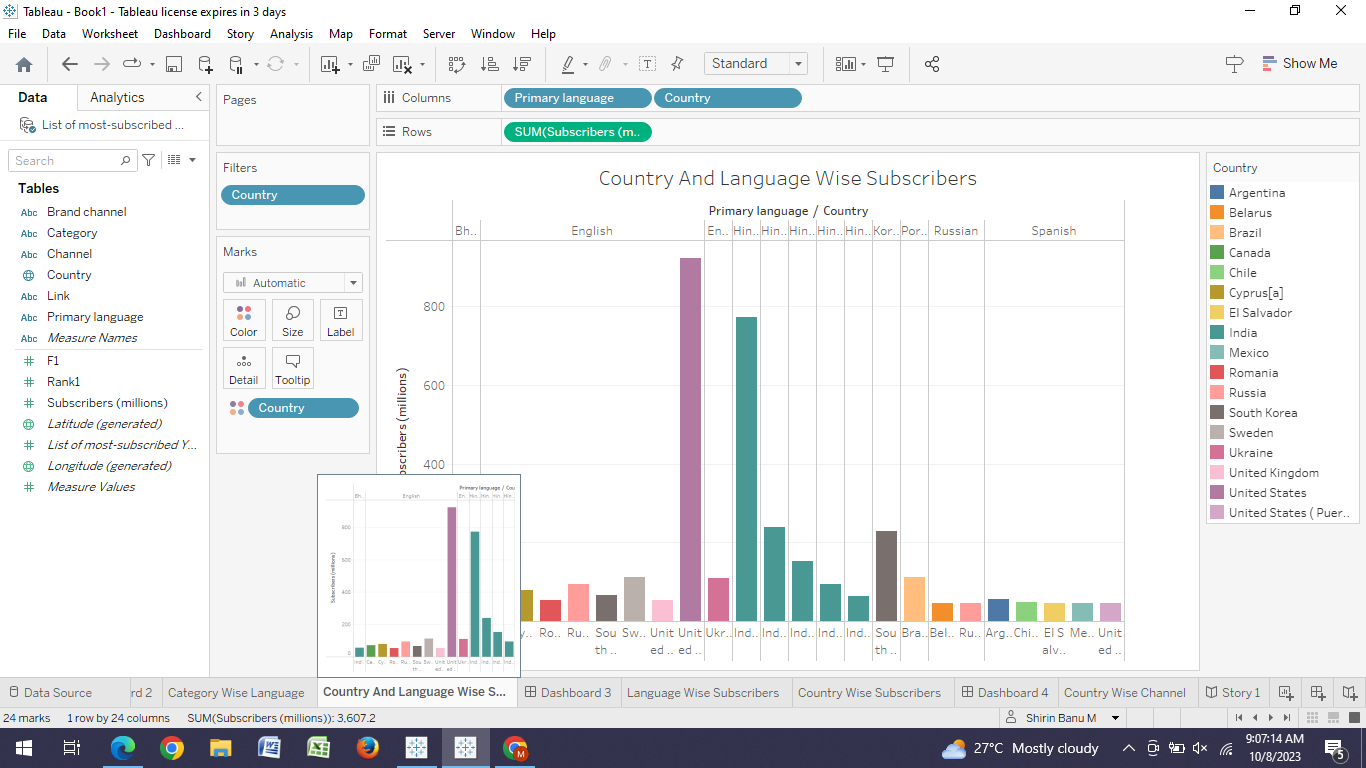 Tableau - Book1 - Tableau license expires in 3 days
File Data Worksheet Dashboard Story Analysis Map Format Server Window Help
Standard
Show Me
Data Analytics
List of most-subscribed ...
Search
Tables
Abc Brand channel
Abc Category
Abc Channel
Country
Abc Link
Abc Primary language
Abc Measure Names
F1
Rank1
Subscribers (millions)
Latitude (generated)
List of most-subscribed Y...
Longitude (generated)
Measure Values
Pages
Filters
Country
Marks
Automatic
Color Size Label
Detail Tooltip
Country
Columns Primary language Country
Rows SUM(Subscribers (m..
Country And Language Wise Subscribers
Primary language / Country
Bh.. English En.. Hin.. Hin.. Hin.. Hin.. Hin.. Kor.. Por.. Russian Spanish
800
600
400
bscribers (millions)
y.. Ro.. Ru.. Sou th .. Sw.. Unit ed .. Unit ed .. Ukr.. Ind.. Ind.. Ind.. Ind.. Ind.. Sou th .. Bra.. Bel.. Ru.. Arg.. Chi.. El S alv.. Me.. Unit ed ..
Primary language / Cou
Bh. English En.. Hin.. Hin.. Hin.. Hin..
800
600
400
200
0
Subscribers (millions)
Ind.. Ca.. Cy.. Ro.. Ru.. Sou th .. Sw.. Unit ed .. Unit ed .. Ukr.. Ind.. Ind.. Ind.. Ind..
Country
Argentina
Belarus
Brazil
Canada
Chile
Cyprus[a]
El Salvador
India
Mexico
Romania
Russia
South Korea
Sweden
Ukraine
United Kingdom
United States
United States ( Puer..
Data Source rd 2 Category Wise Language Country And Language Wise S... Dashboard 3 Language Wise Subscribers Country Wise Subscribers Dashboard 4 Country Wise Channel Story 1
24 marks 1 row by 24 columns SUM(Subscribers (millions)): 3,607.2 Shirin Banu M
27°C Mostly cloudy
9:07:14 AM
10/8/2023
5